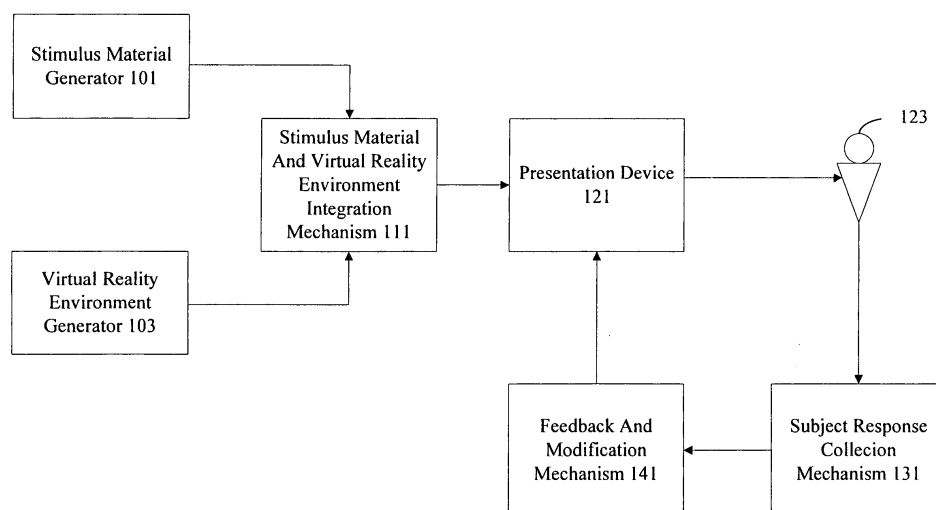 Stimulus Material
Generator 101
123
Stimulus Material
And Virtual Reality
Environment
Integration
Mechanism 111
Presentation Device
121
Virtual Reality
Environment
Generator 103
Feedback And
Modification
Mechanism 141
Subject Response
Collecion
Mechanism 131